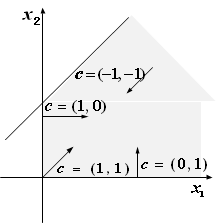 x₂
c=(−1,−1)
c = (1, 0)
c = (1, 1)
c = (0, 1)
x₁